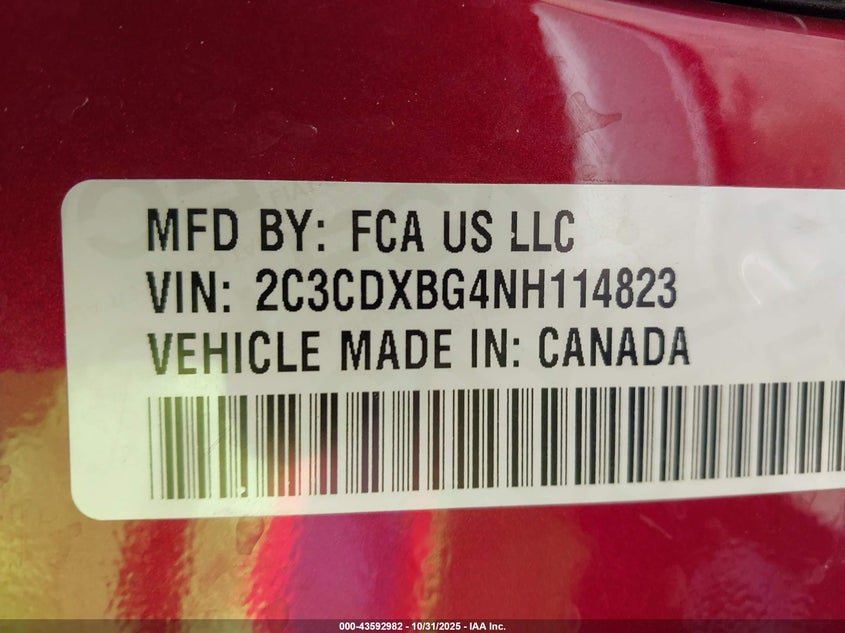 MFD BY: FCA US LLC
VIN: 2C3CDXBG4NH114823
VEHICLE MADE IN: CANADA
000-43592982 - 10/31/2025 - IAA Inc.